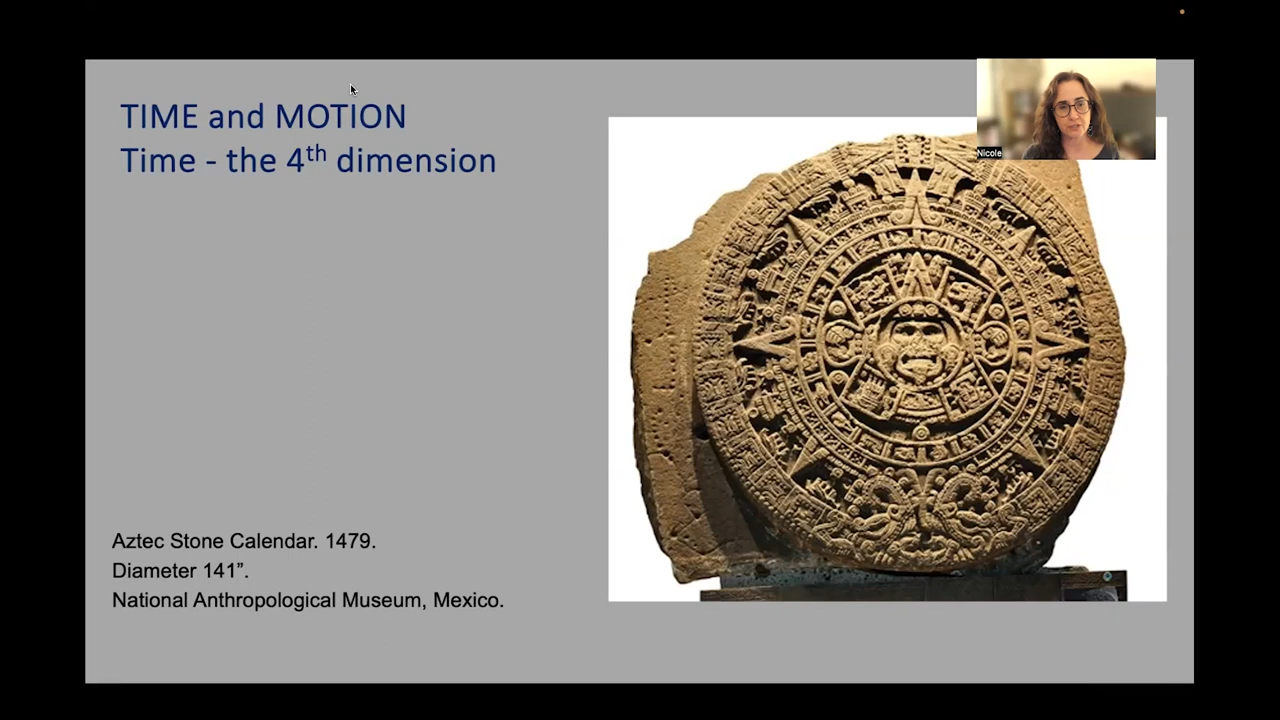 TIME and MOTION
Time - the 4th dimension
Nicole
Aztec Stone Calendar. 1479.
Diameter 141”.
National Anthropological Museum, Mexico.